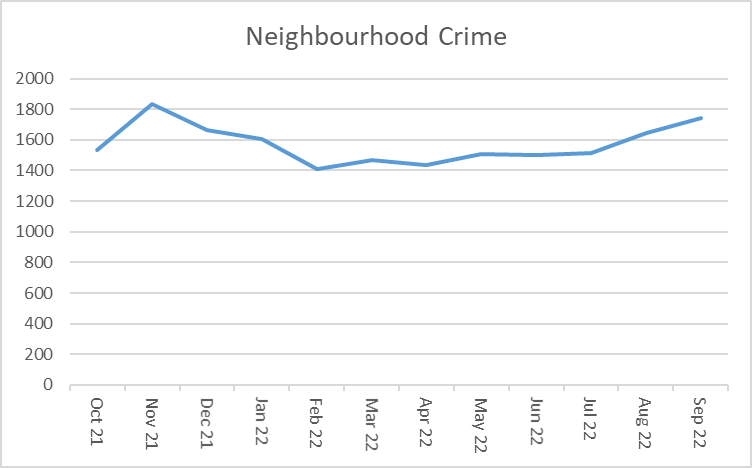 Neighbourhood Crime
2000
1800
1600
1400
1200
1000
800
600
400
200
0
Oct 21
Nov 21
Dec 21
Jan 22
Feb 22
Mar 22
Apr 22
May 22
Jun 22
Jul 22
Aug 22
Sep 22